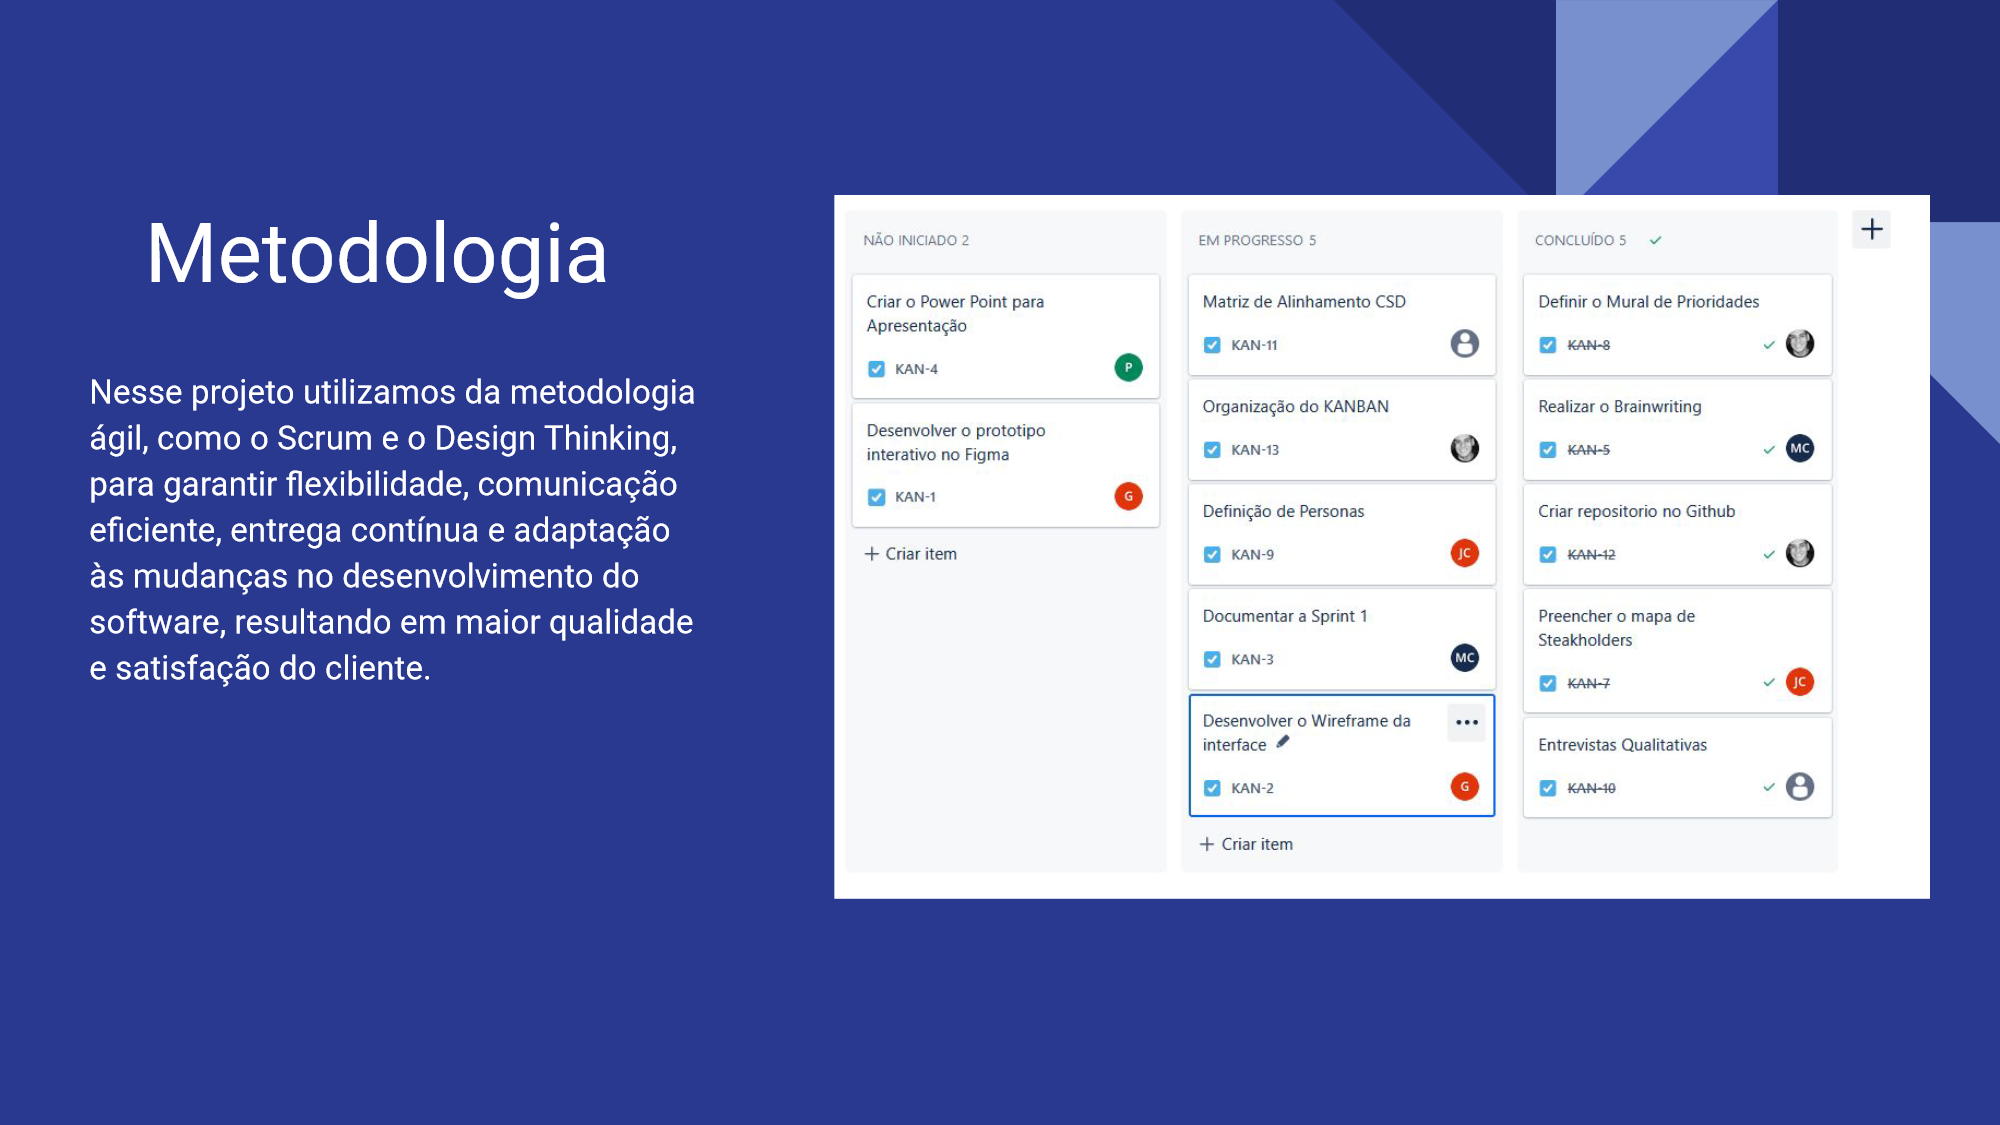 Metodologia
Nesse projeto utilizamos da metodologia
ágil, como o Scrum e o Design Thinking,
para garantir flexibilidade, comunicação
eficiente, entrega contínua e adaptação
às mudanças no desenvolvimento do
software, resultando em maior qualidade
e satisfação do cliente.
NÃO INICIADO 2
Criar o Power Point para
Apresentação
KAN-4
P
Desenvolver o prototipo
interativo no Figma
KAN-1
G
+ Criar item
EM PROGRESSO 5
Matriz de Alinhamento CSD
KAN-11
Organização do KANBAN
KAN-13
Definição de Personas
KAN-9
JC
Documentar a Sprint 1
KAN-3
MC
Desenvolver o Wireframe da
interface
KAN-2
G
+ Criar item
CONCLUÍDO 5
Definir o Mural de Prioridades
KAN-8
Realizar o Brainwriting
KAN-5
MC
Criar repositorio no Github
KAN-12
Preencher o mapa de
Steakholders
KAN-7
JC
Entrevistas Qualitativas
KAN-10